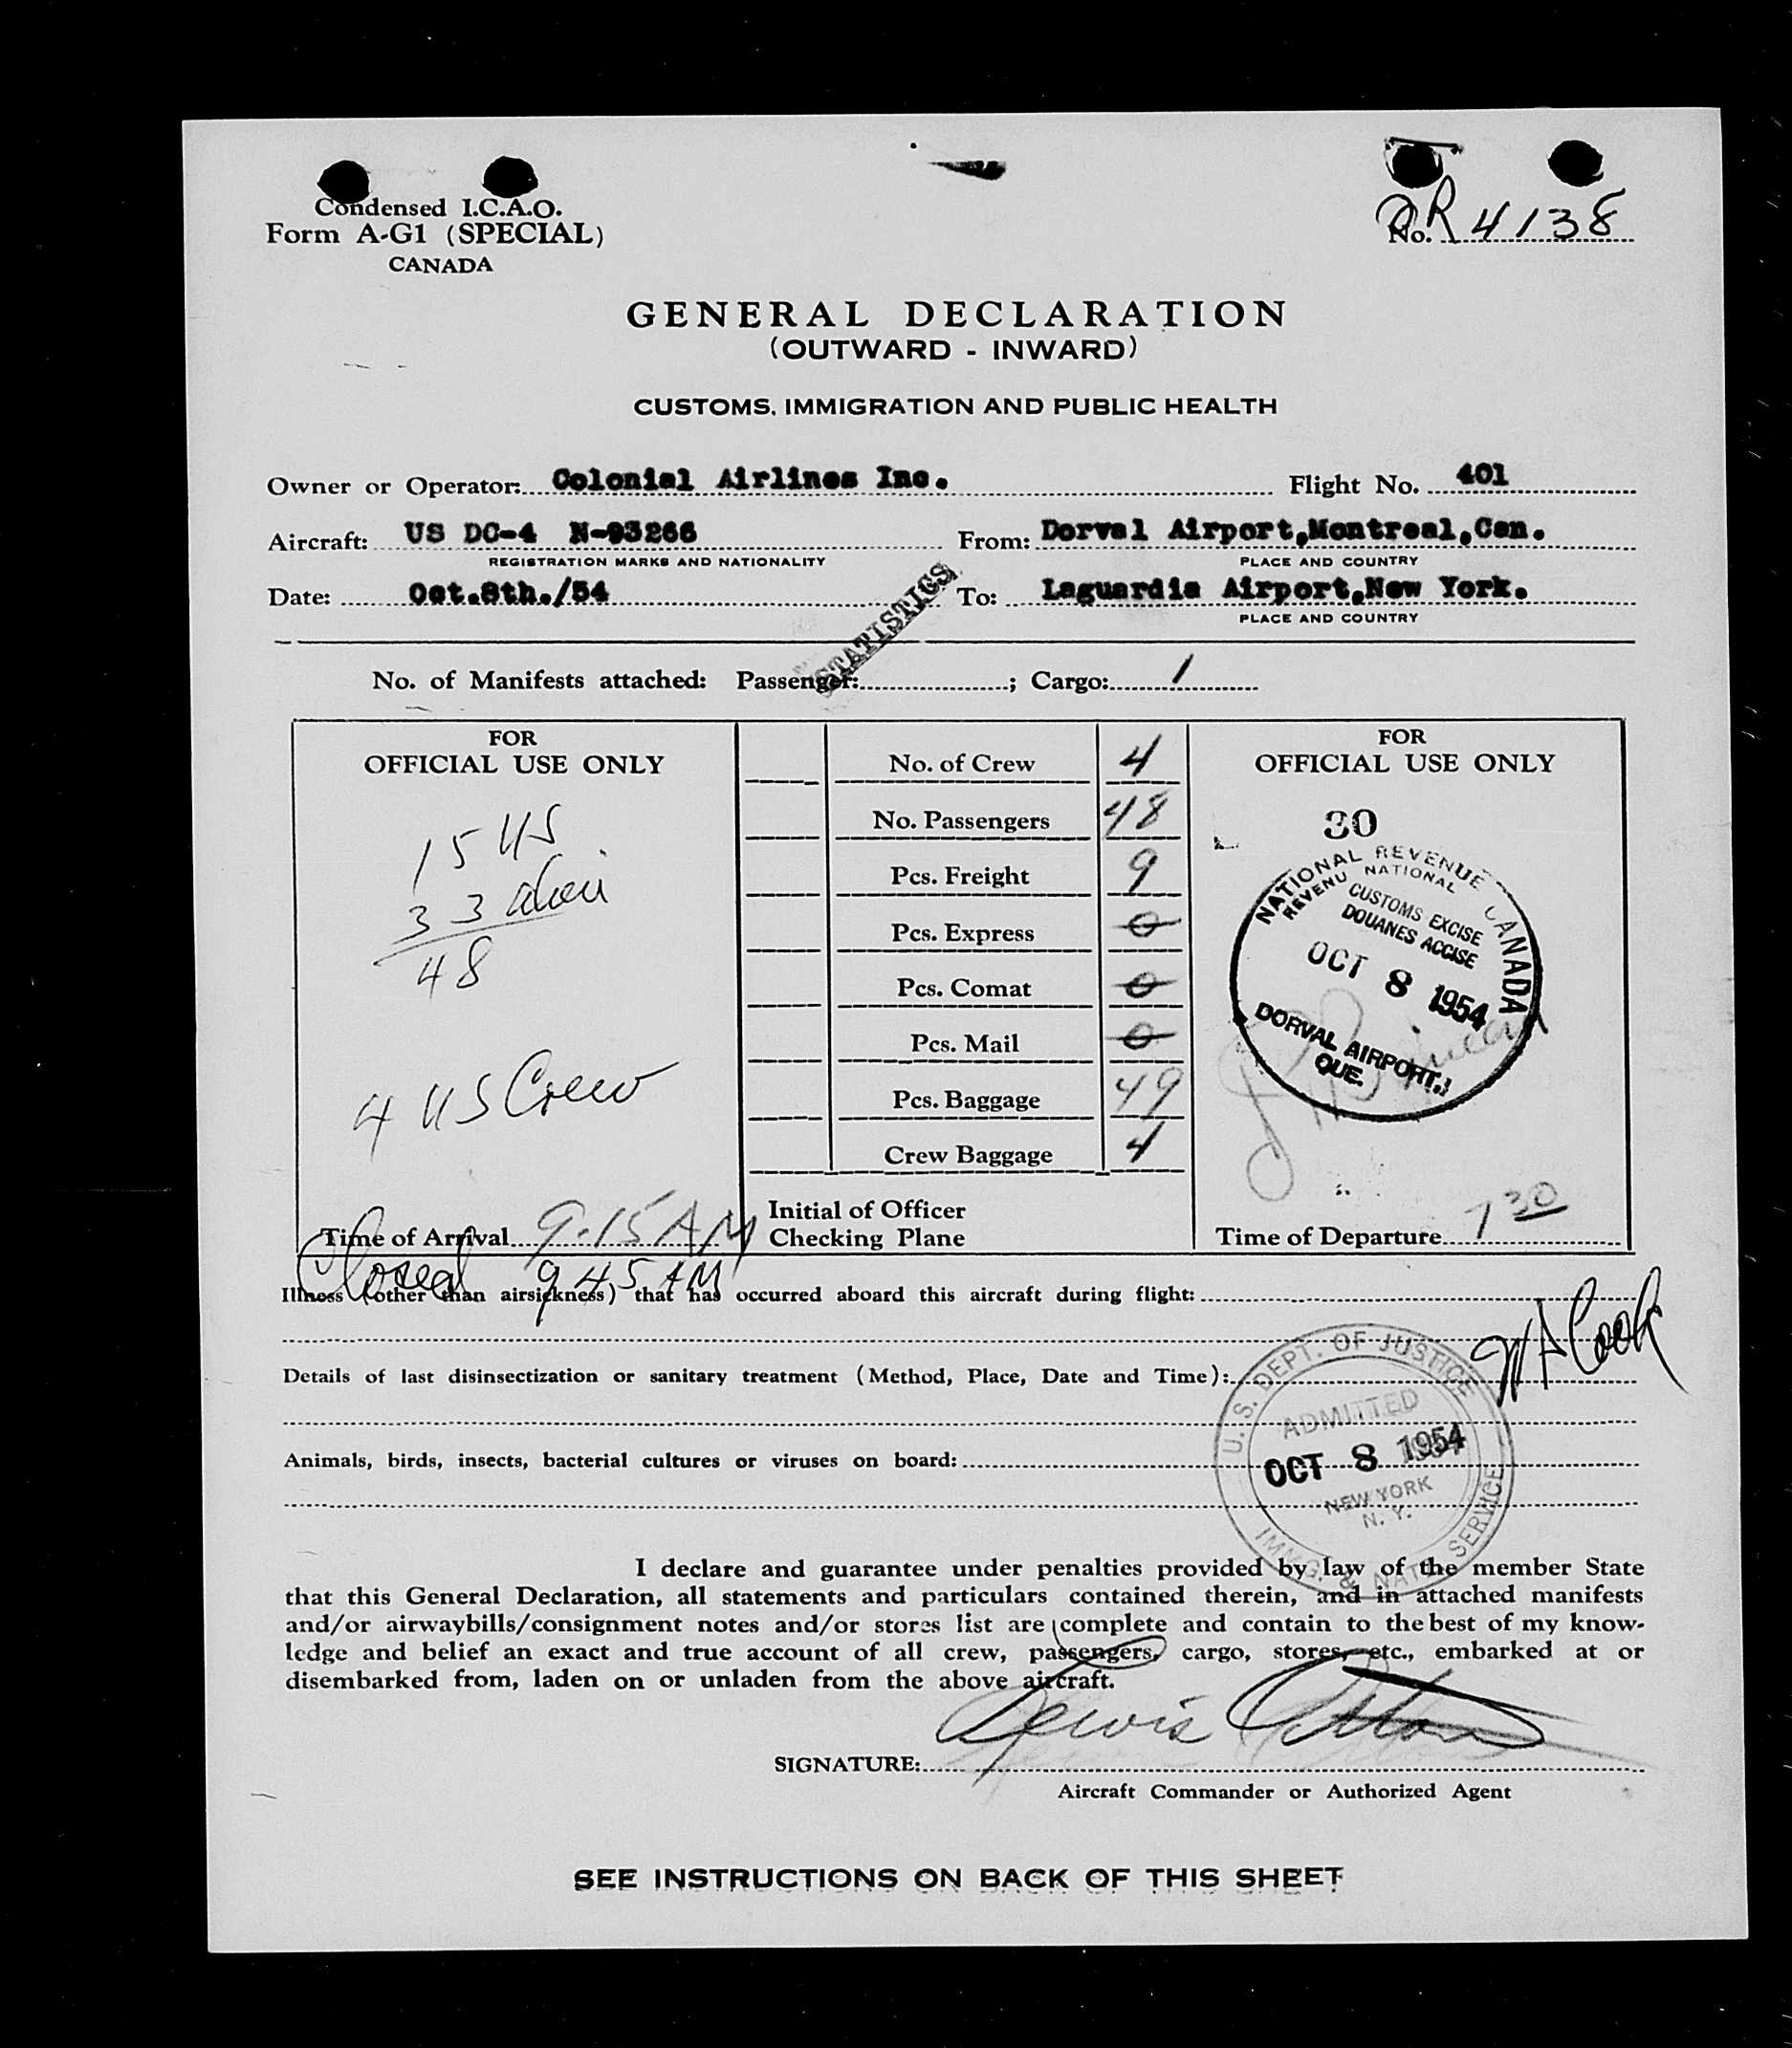 Condensed I.C.A.O.
Form A-G1 (SPECIAL)
CANADA
No. R 4138
GENERAL DECLARATION
(OUTWARD - INWARD)
CUSTOMS, IMMIGRATION AND PUBLIC HEALTH
Owner or Operator: Colonial Airlines Inc. Flight No. 401
Aircraft: US DC-4 N-93266 From: Dorval Airport,Montreal,Can.
REGISTRATION MARKS AND NATIONALITY PLACE AND COUNTRY
Date: Oct.8th./54 To: Laguardia Airport,New York.
PLACE AND COUNTRY
STATISTICS
No. of Manifests attached: Passenger: ; Cargo: 1
FOR
OFFICIAL USE ONLY
15 US
33 alien
48
4 US Crew
Time of Arrival 9.15 AM
Closed 9 45 AM
No. of Crew 4
No. Passengers 48
Pcs. Freight 9
Pcs. Express 0
Pcs. Comat 0
Pcs. Mail 0
Pcs. Baggage 49
Crew Baggage 4
Initial of Officer
Checking Plane
FOR
OFFICIAL USE ONLY
30
NATIONAL REVENUE CANADA
REVENU NATIONAL
CUSTOMS EXCISE
DOUANES ACCISE
OCT 8 1954
DORVAL AIRPORT,
QUE.
Time of Departure 7 30
Illness (other than airsickness) that has occurred aboard this aircraft during flight:
W A Cook
Details of last disinsectization or sanitary treatment (Method, Place, Date and Time):
U.S. DEPT. OF JUSTICE
ADMITTED
OCT 8 1954
NEW YORK
N. Y.
IMMIG. & NATZ. SERVICE
Animals, birds, insects, bacterial cultures or viruses on board:
I declare and guarantee under penalties provided by law of the member State
that this General Declaration, all statements and particulars contained therein, and in attached manifests
and/or airwaybills/consignment notes and/or stores list are complete and contain to the best of my know-
ledge and belief an exact and true account of all crew, passengers, cargo, stores, etc., embarked at or
disembarked from, laden on or unladen from the above aircraft.
SIGNATURE: Lewis
Aircraft Commander or Authorized Agent
SEE INSTRUCTIONS ON BACK OF THIS SHEET